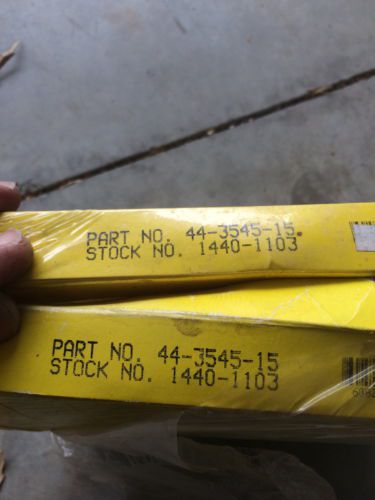 PART NO. 44-3545-15.
STOCK NO. 1440-1103
PART NO. 44-3545-15
STOCK NO. 1440-1103